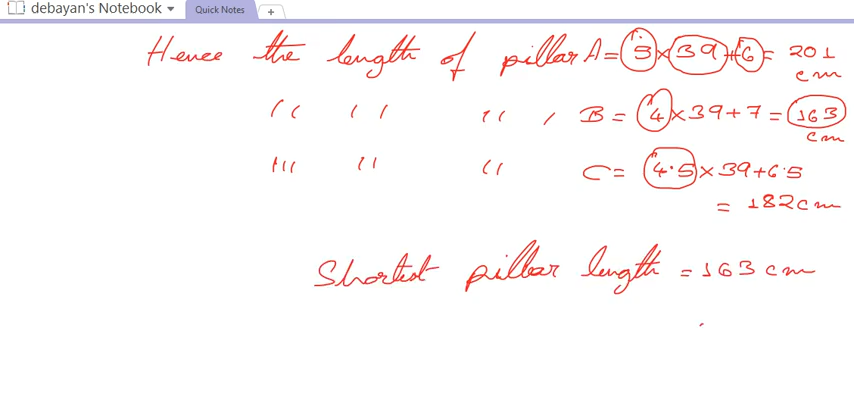 debayan's Notebook
Quick Notes
Hence the length of pillar A = 5 × 39 + 6 = 201 cm
" " " , B = 4 × 39 + 7 = 163 cm
"' " " C = 4.5 × 39 + 6.5
= 182 cm
Shortest pillar length = 163 cm